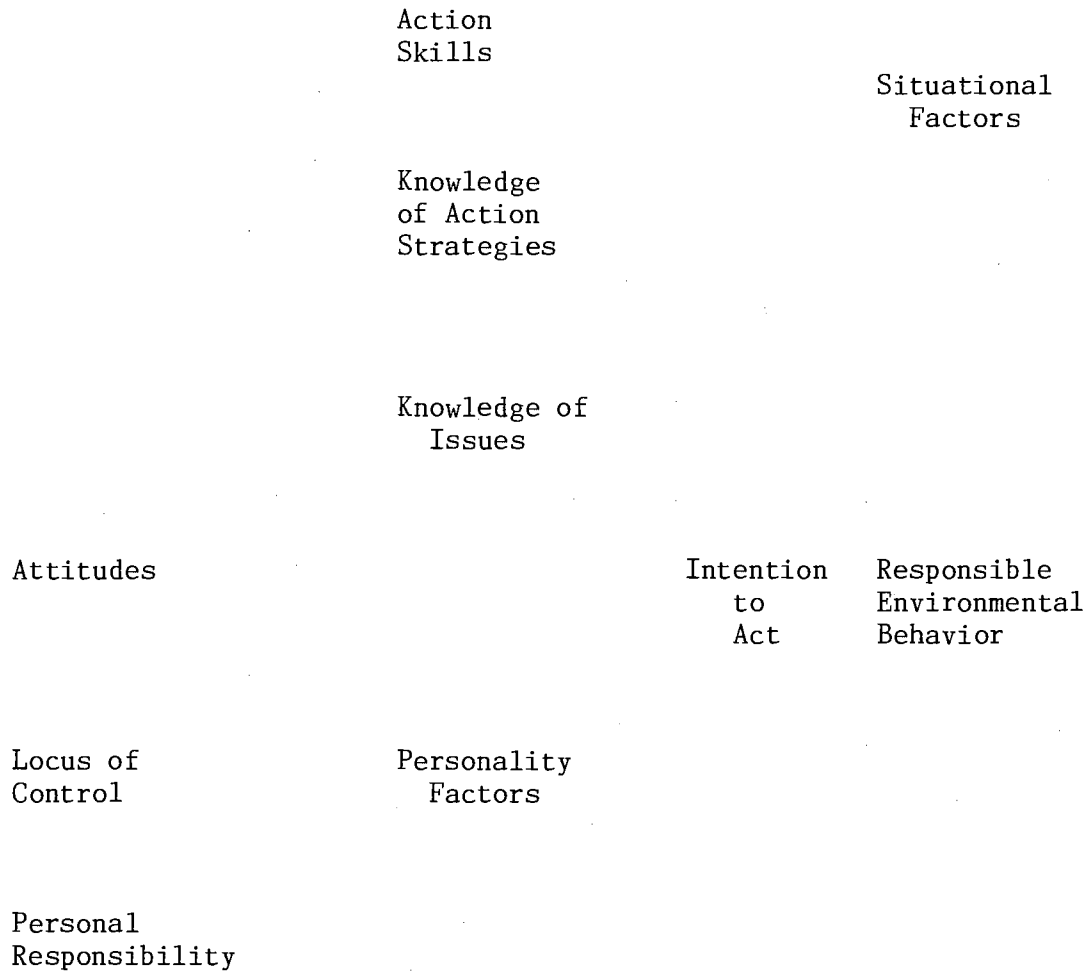 Action
Skills
Situational
Factors
Knowledge
of Action
Strategies
Knowledge of
Issues
Attitudes
Intention
to
Act
Responsible
Environmental
Behavior
Locus of
Control
Personality
Factors
Personal
Responsibility